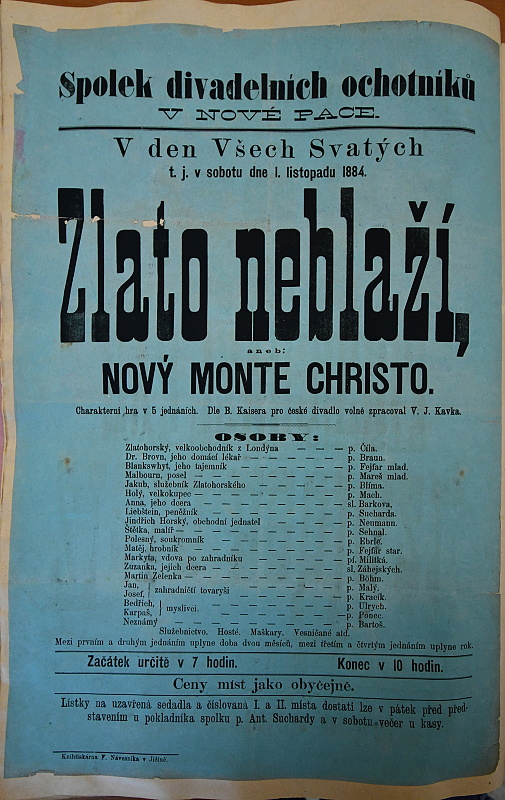 Spolek divadelních ochotníků
V NOVÉ PACE.
V den Všech Svatých
t. j. v sobotu dne 1. listopadu 1884.
Zlato neblaží,
aneb:
NOVÝ MONTE CHRISTO.
Charakterní hra v 5 jednáních. Dle B. Kaisera pro české divadlo volně zpracoval V. J. Kavka.
OSOBY:
Zlatohorský, velkoobchodník z Londýna — — — — p. Číla.
Dr. Brovn, jeho domácí lékař — — — — — p. Braun.
Blankswhyt, jeho tajemník — — — — — p. Fejfar mlad.
Malbourn, posel — — — — — — — p. Mareš mlad.
Jakub, služebník Zlatohorského — — — — — p. Blíma.
Holý, velkokupec — — — — — — — p. Mach.
Anna, jeho dcera — — — — — — — sl. Barkova.
Liebštein, peněžník — — — — — — p. Sucharda.
Jindřich Horský, obchodní jednatel — — — — p. Neumann.
Štětka, malíř — — — — — — — p. Sehnal.
Polesný, soukromník — — — — — — p. Ebrle.
Matěj, hrobník — — — — — — — p. Fejfar star.
Markyta, vdova po zahradníku — — — — — pí. Militká.
Zuzanka, jejich dcera — — — — — — sl. Záhejských.
Martin Zelenka — — — — — — — p. Böhm.
Jan, } zahradničtí tovaryši — — — — — p. Malý.
Josef, — — — — — p. Kracík.
Bedřich, } myslivci — — — — — — p. Ulrych.
Karpaš, — — — — — — p. Ponec.
Neznámý — — — — — — — — p. Bartoš.
Služebnictvo. Hosté. Maškary. Vesničané atd.
Mezi prvním a druhým jednáním uplyne doba dvou měsíců, mezi třetím a čtvrtým jednáním uplyne rok.
Začátek určitě v 7 hodin. Konec v 10 hodin.
Ceny míst jako obyčejně.
Lístky na uzavřená sedadla a číslovaná I. a II. místa dostati lze v pátek před před-
stavením u pokladníka spolku p. Ant. Suchardy a v sobotu večer u kasy.
Knihtiskárna F. Návesníka v Jičíně.